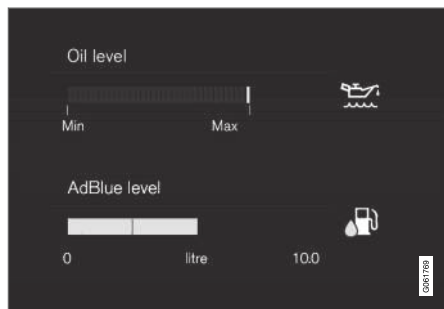 Oil level
Min Max
AdBlue level
0 litre 10.0
G061769